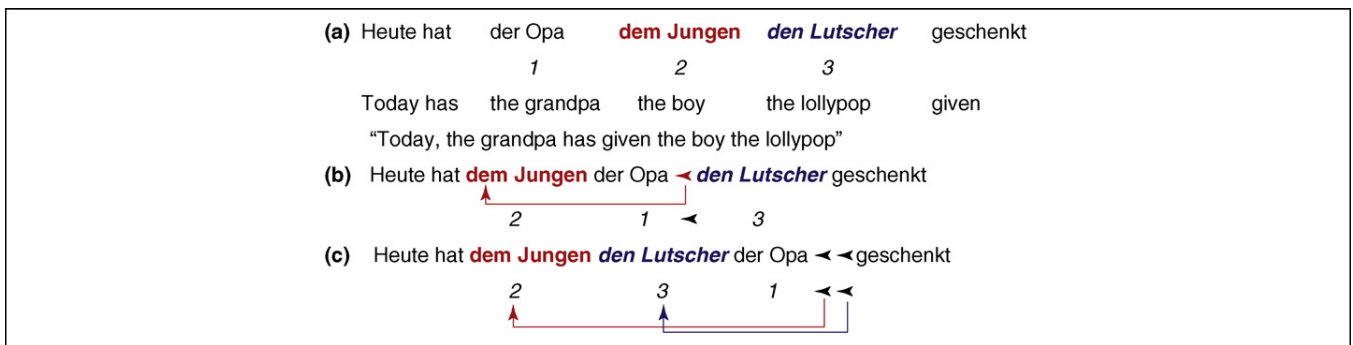 (a) Heute hat der Opa dem Jungen den Lutscher geschenkt
1 2 3
Today has the grandpa the boy the lollypop given
“Today, the grandpa has given the boy the lollypop”
(b) Heute hat dem Jungen der Opa den Lutscher geschenkt
2 1 3
(c) Heute hat dem Jungen den Lutscher der Opa geschenkt
2 3 1